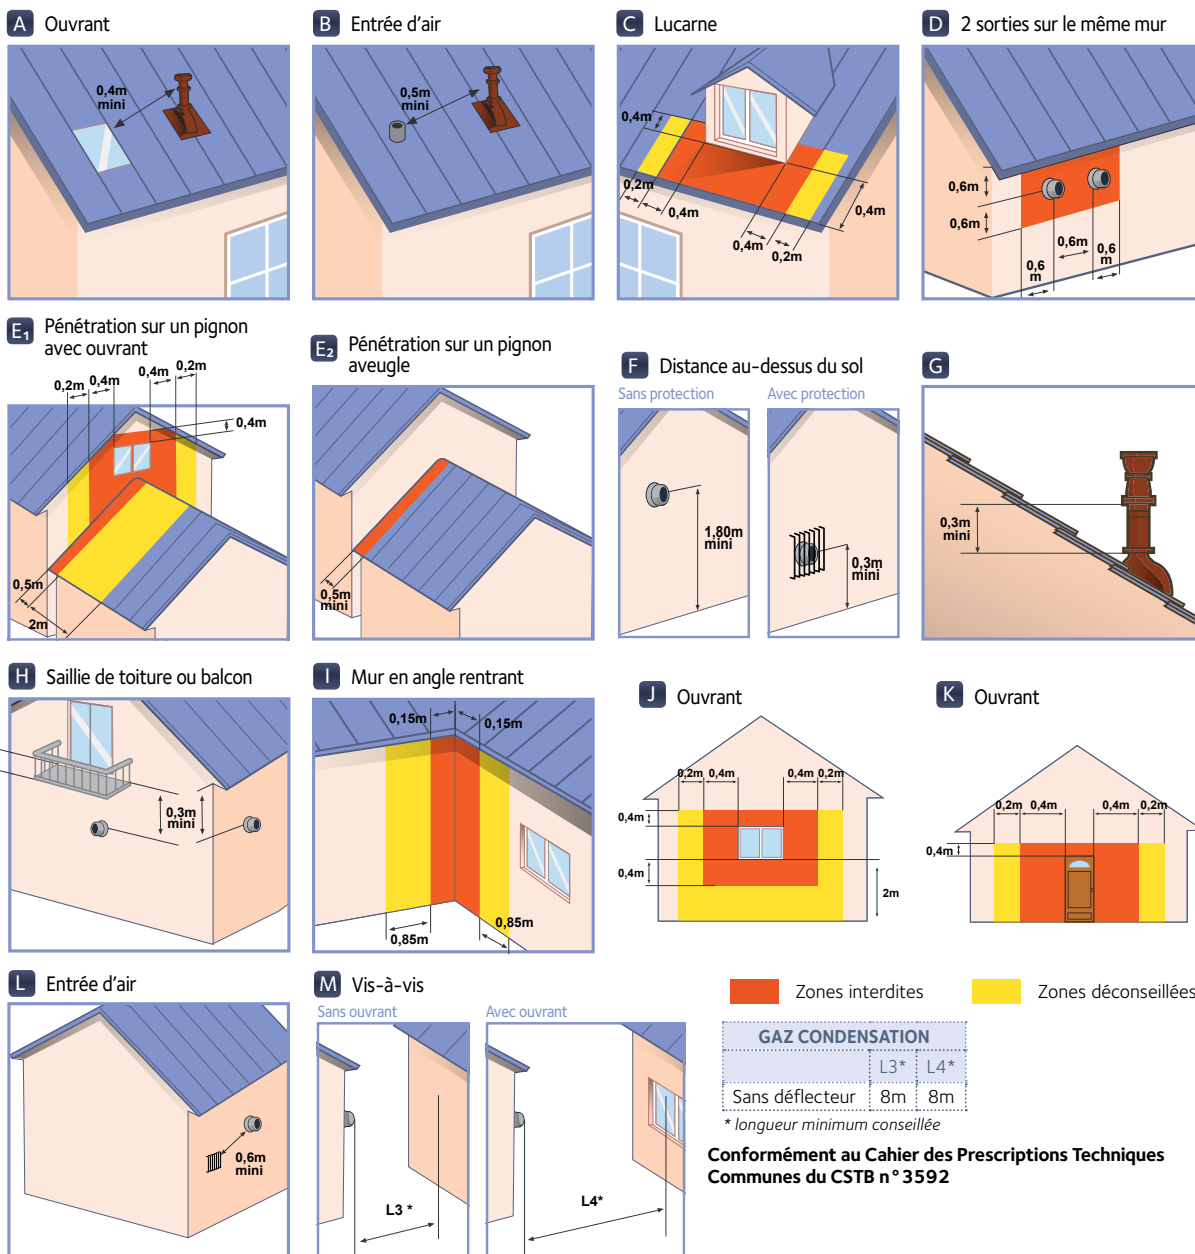 A Ouvrant
0,4m
mini
B Entrée d'air
0,5m
mini
C Lucarne
0,4m
0,2m
0,4m
0,4m
0,4m
0,2m
D 2 sorties sur le même mur
0,6m
0,6m
0,6m
0,6
m
0,6
m
E1 Pénétration sur un pignon
avec ouvrant
0,2m
0,4m
0,4m
0,2m
0,4m
0,5m
2m
E2 Pénétration sur un pignon
aveugle
0,5m
mini
F Distance au-dessus du sol
Sans protection
Avec protection
1,80m
mini
0,3m
mini
G
0,3m
mini
H Saillie de toiture ou balcon
0,3m
mini
I Mur en angle rentrant
0,15m
0,15m
0,85m
0,85m
J Ouvrant
0,2m
0,4m
0,4m
0,2m
0,4m
0,4m
2m
K Ouvrant
0,2m
0,4m
0,4m
0,2m
0,4m
L Entrée d'air
0,6m
mini
M Vis-à-vis
Sans ouvrant
Avec ouvrant
L3 *
L4*
Zones interdites
Zones déconseillées
GAZ CONDENSATION
L3* L4*
Sans déflecteur 8m 8m
* longueur minimum conseillée
Conformément au Cahier des Prescriptions Techniques
Communes du CSTB n° 3592